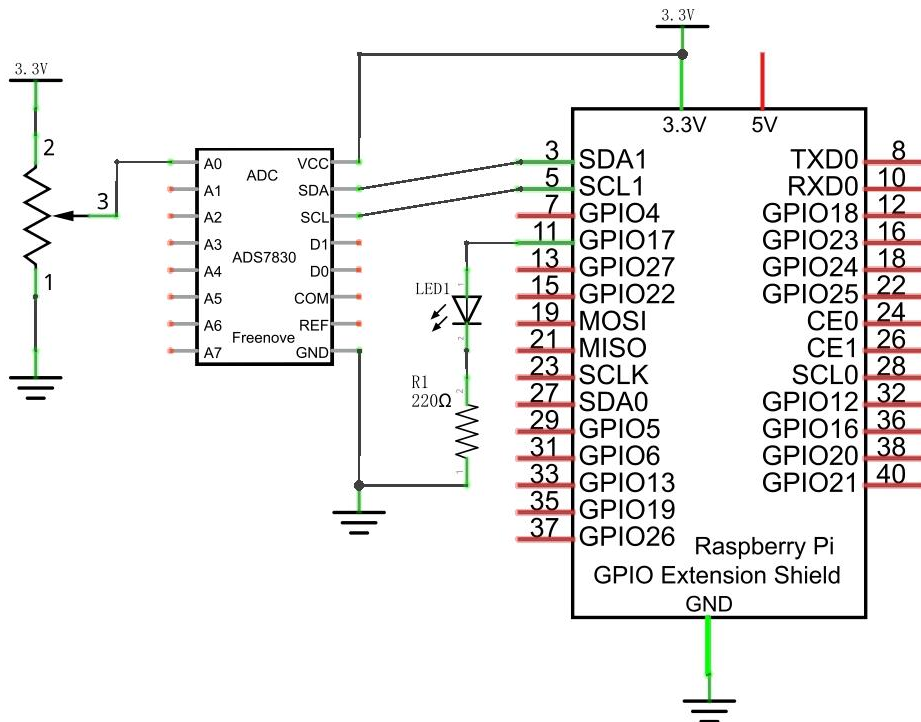 3.3V
2
3
1
A0
A1
A2
A3
A4
A5
A6
A7
ADC
ADS7830
Freenove
VCC
SDA
SCL
D1
D0
COM
REF
GND
LED1
1
2
R1
220Ω
2
1
3.3V
3.3V
5V
3 SDA1
5 SCL1
7 GPIO4
11 GPIO17
13 GPIO27
15 GPIO22
19 MOSI
21 MISO
23 SCLK
27 SDA0
29 GPIO5
31 GPIO6
33 GPIO13
35 GPIO19
37 GPIO26
TXD0 8
RXD0 10
GPIO18 12
GPIO23 16
GPIO24 18
GPIO25 22
CE0 24
CE1 26
SCL0 28
GPIO12 32
GPIO16 36
GPIO20 38
GPIO21 40
Raspberry Pi
GPIO Extension Shield
GND